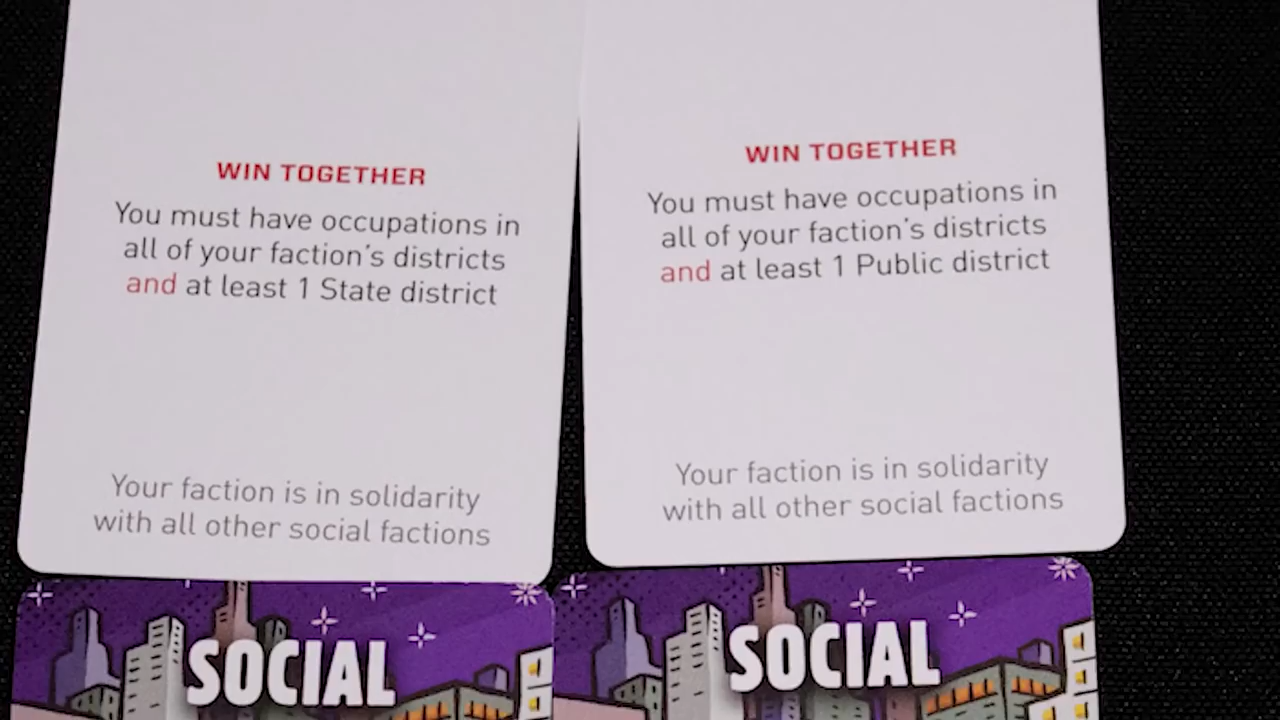 WIN TOGETHER
You must have occupations in
all of your faction's districts
and at least 1 State district
Your faction is in solidarity
with all other social factions
SOCIAL
WIN TOGETHER
You must have occupations in
all of your faction's districts
and at least 1 Public district
Your faction is in solidarity
with all other social factions
SOCIAL